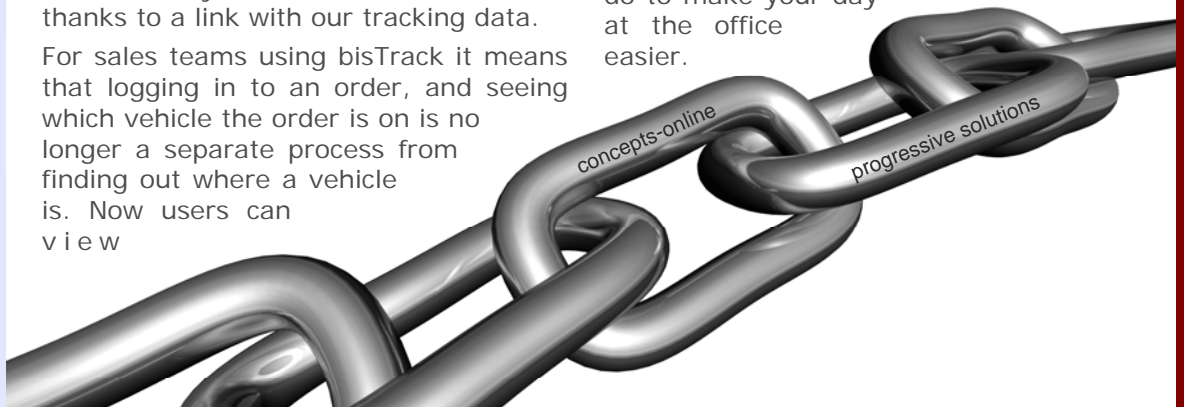 thanks to a link with our tracking data.
For sales teams using bisTrack it means
that logging in to an order, and seeing
which vehicle the order is on is no
longer a separate process from
finding out where a vehicle
is. Now users can
view
at the office
easier.
concepts-online
progressive solutions